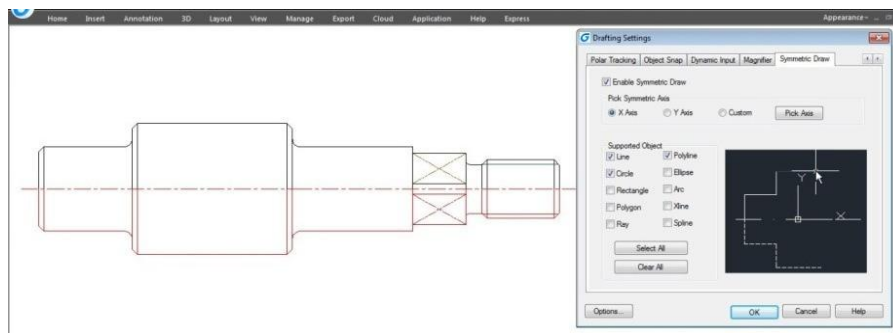 Home Insert Annotation 3D Layout View Manage Export Cloud Application Help Express Appearance
Drafting Settings
Polar Tracking Object Snap Dynamic Input Magnifier Symmetric Draw
Enable Symmetric Draw
Pick Symmetric Axis
X Axis Y Axis Custom Pick Axis
Supported Object
Line Polyline
Circle Ellipse
Rectangle Arc
Polygon Xline
Ray Spline
Select All
Clear All
Y
X
Options... OK Cancel Help